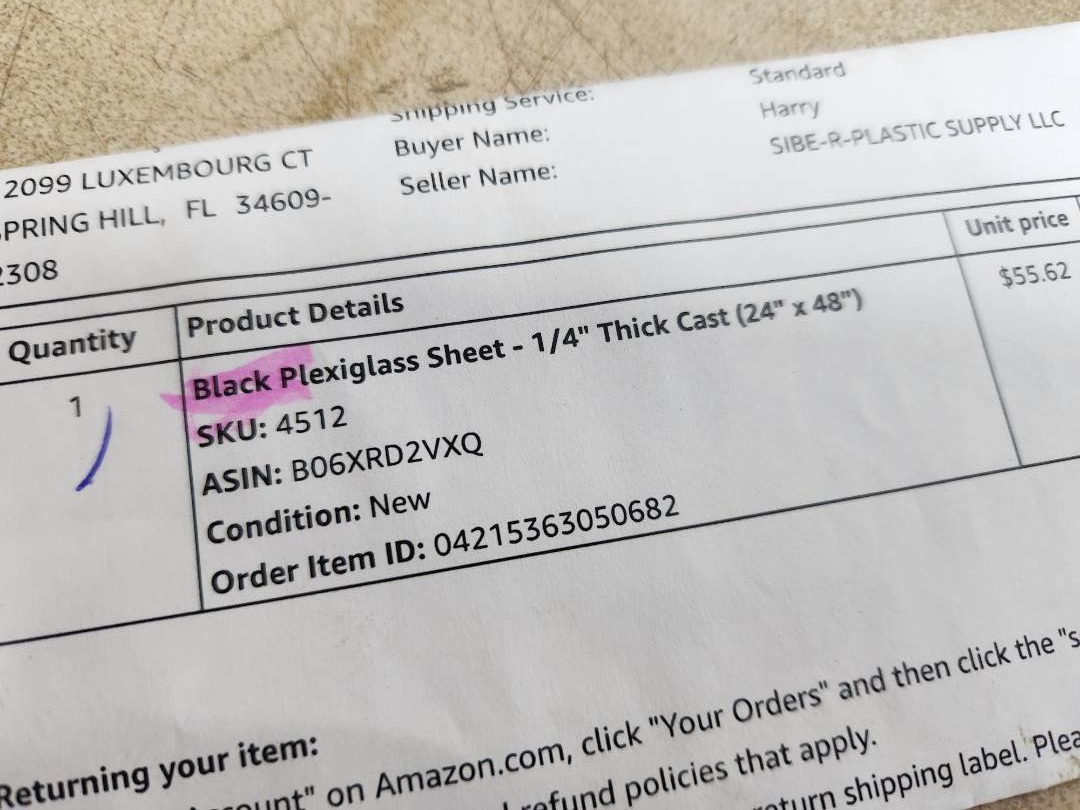 Shipping Service: Standard
Buyer Name: Harry
Seller Name: SIBE-R-PLASTIC SUPPLY LLC
2099 LUXEMBOURG CT
SPRING HILL, FL 34609-
2308
Quantity Product Details Unit price
1 Black Plexiglass Sheet - 1/4" Thick Cast (24" x 48") $55.62
SKU: 4512
ASIN: B06XRD2VXQ
Condition: New
Order Item ID: 04215363050682
Returning your item:
" on Amazon.com, click "Your Orders" and then click the "s
refund policies that apply.
return shipping label.